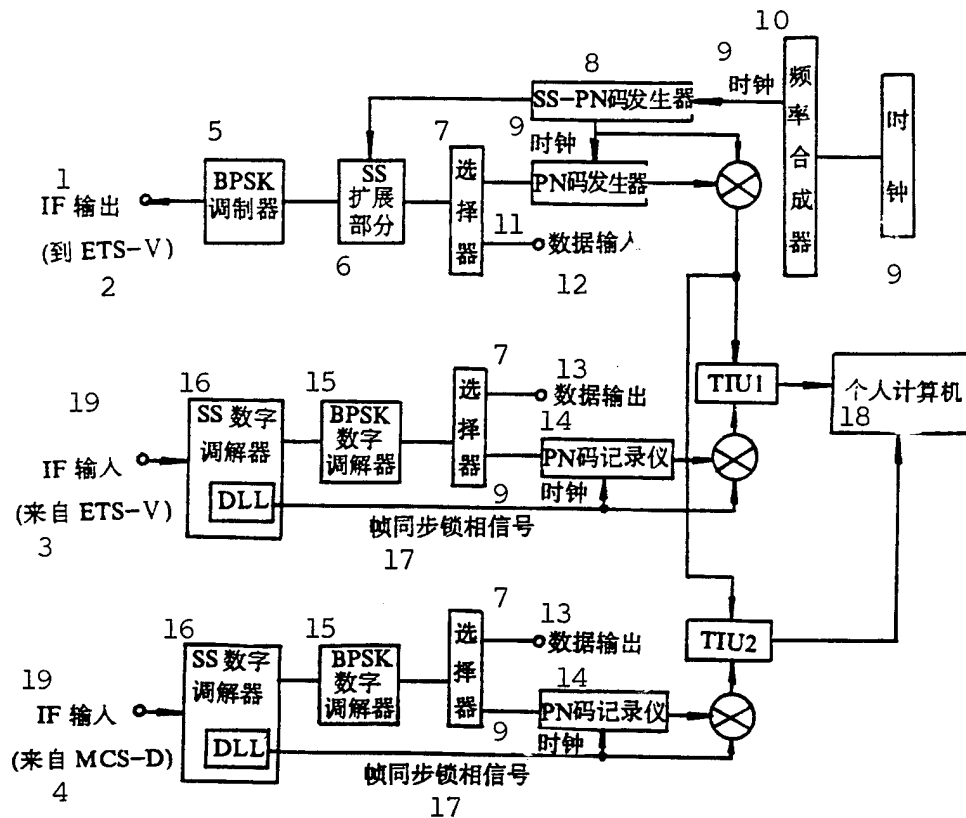 10
9
时钟
频率合成器
时钟
9
8
SS-PN码发生器
9
时钟
7
选择器
PN码发生器
11
数据输入
12
5
BPSK
调制器
SS
扩展
部分
6
1
IF 输出
(到 ETS-V)
2
7
13
数据输出
14
PN码记录仪
9
时钟
选择器
15
BPSK
数字
调解器
16
SS 数字
调解器
DLL
19
IF 输入
(来自 ETS-V)
3
帧同步锁相信号
17
TIU1
个人计算机
18
7
13
数据输出
14
PN码记录仪
9
时钟
选择器
15
BPSK
数字
调解器
16
SS 数字
调解器
DLL
19
IF 输入
(来自 MCS-D)
4
帧同步锁相信号
17
TIU2